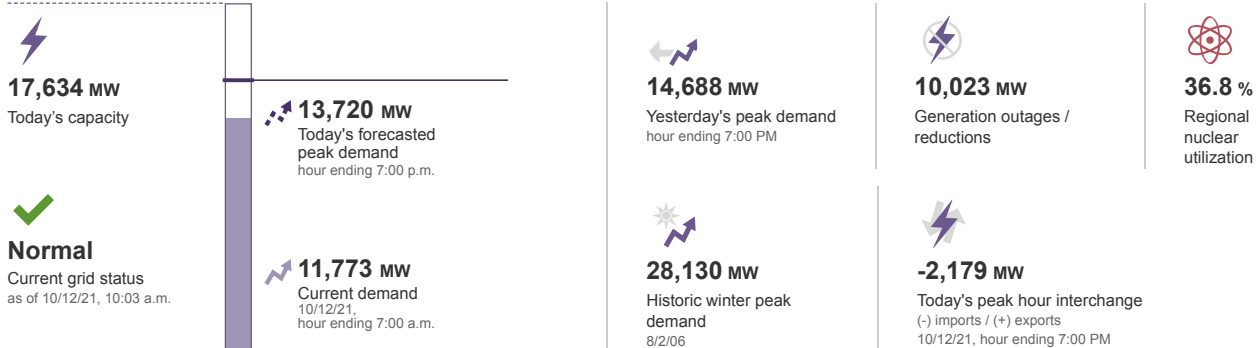 17,634 MW
Today's capacity
Normal
Current grid status
as of 10/12/21, 10:03 a.m.
13,720 MW
Today's forecasted
peak demand
hour ending 7:00 p.m.
11,773 MW
Current demand
10/12/21,
hour ending 7:00 a.m.
14,688 MW
Yesterday's peak demand
hour ending 7:00 PM
28,130 MW
Historic winter peak
demand
8/2/06
10,023 MW
Generation outages /
reductions
-2,179 MW
Today's peak hour interchange
(-) imports / (+) exports
10/12/21, hour ending 7:00 PM
36.8 %
Regional
nuclear
utilization